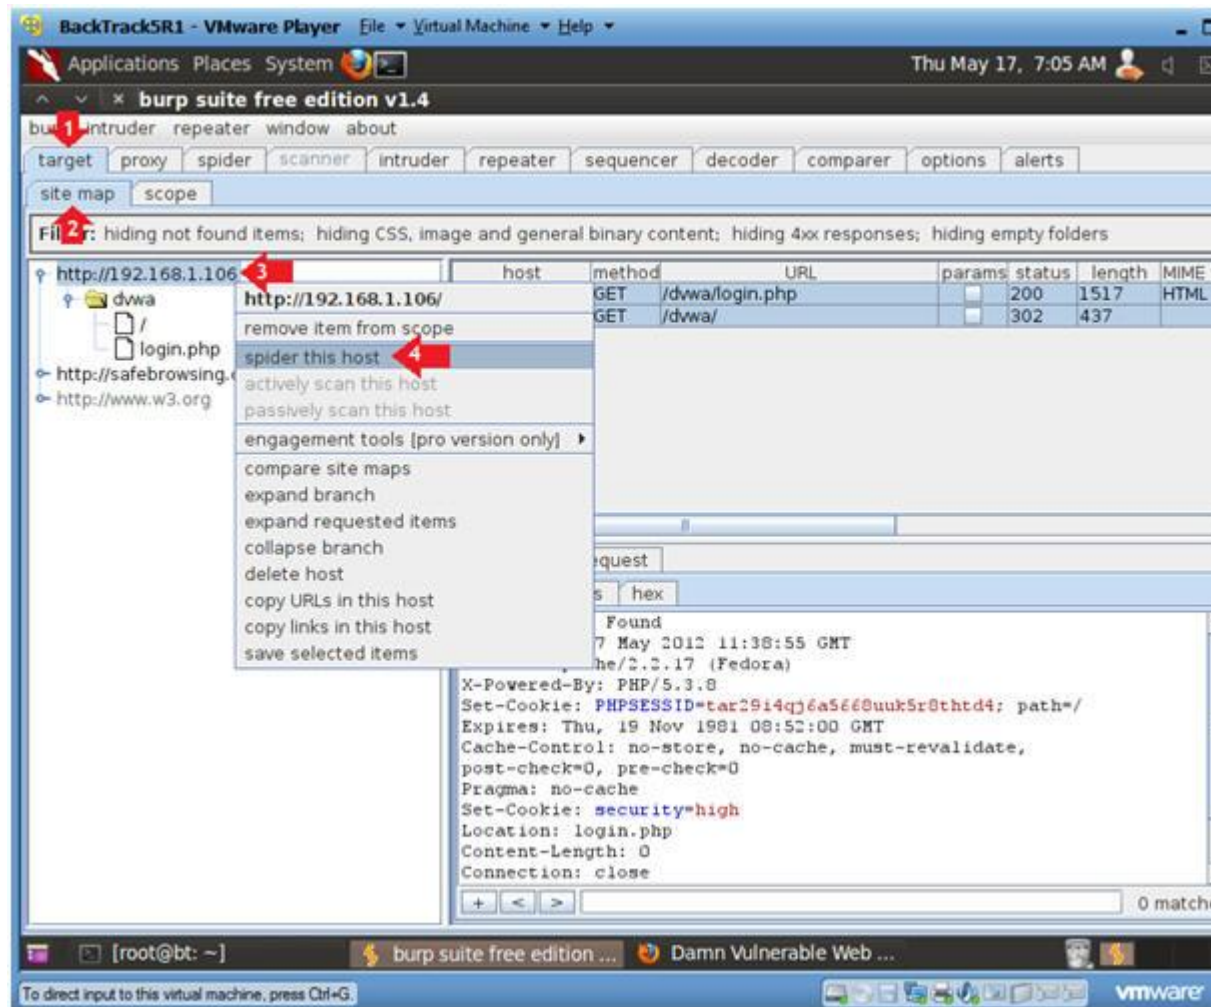 BackTrack5R1 - VMware Player File Virtual Machine Help
Applications Places System Thu May 17, 7:05 AM
burp suite free edition v1.4
intruder repeater window about
1
target proxy spider scanner intruder repeater sequencer decoder comparer options alerts
site map scope
2
hiding not found items; hiding CSS, image and general binary content; hiding 4xx responses; hiding empty folders
http://192.168.1.106 3
dvwa
/
login.php
http://safebrowsing.
http://www.w3.org
http://192.168.1.106/
remove item from scope
spider this host 4
actively scan this host
passively scan this host
engagement tools [pro version only]
compare site maps
expand branch
expand requested items
collapse branch
delete host
copy URLs in this host
copy links in this host
save selected items
host method URL params status length MIME
GET /dvwa/login.php 200 1517 HTML
GET /dvwa/ 302 437
hex
Found
7 May 2012 11:38:55 GMT
he/2.2.17 (Fedora)
X-Powered-By: PHP/5.3.8
Set-Cookie: path=/
Expires: Thu, 19 Nov 1981 08:52:00 GMT
Cache-Control: no-store, no-cache, must-revalidate,
post-check=0, pre-check=0
Pragma: no-cache
Set-Cookie: security=high
Location: login.php
Content-Length: 0
Connection: close
+ < > 0 matche
[root@bt: ~] burp suite free edition ... Damn Vulnerable Web ...
To direct input to this virtual machine, press Ctrl+G. vmware